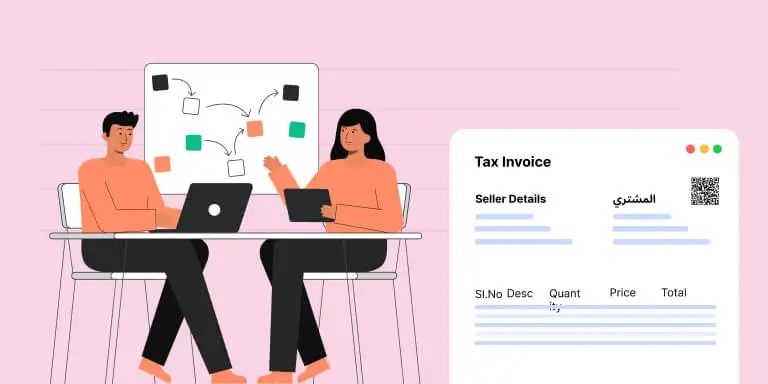 Tax Invoice
Seller Details المشتري
Sl.No Desc Quant Price Total
ity